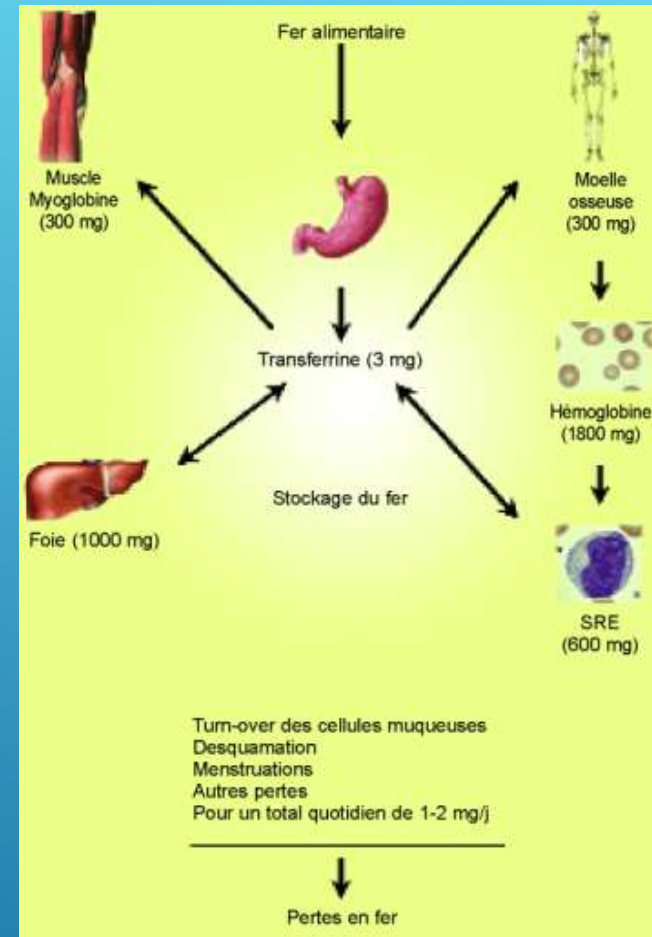 Fer alimentaire
Muscle
Myoglobine
(300 mg)
Moelle
osseuse
(300 mg)
Transferrine (3 mg)
Hémoglobine
(1800 mg)
Stockage du fer
Foie (1000 mg)
SRE
(600 mg)
Turn-over des cellules muqueuses
Desquamation
Menstruations
Autres pertes
Pour un total quotidien de 1-2 mg/j
Pertes en fer